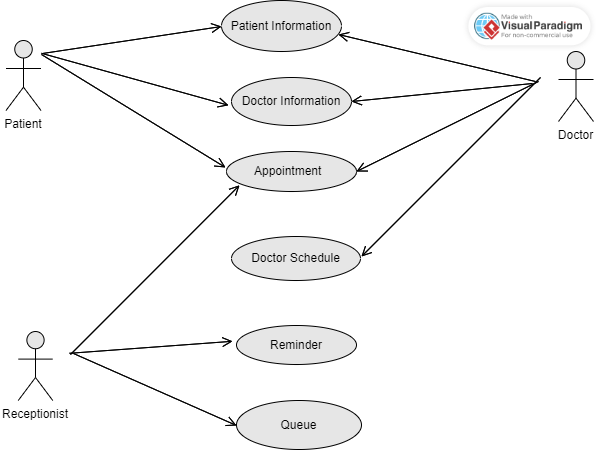 Patient Information
Made with
Visual Paradigm
For non-commercial use
Doctor Information
Patient
Doctor
Appointment
Doctor Schedule
Reminder
Receptionist
Queue